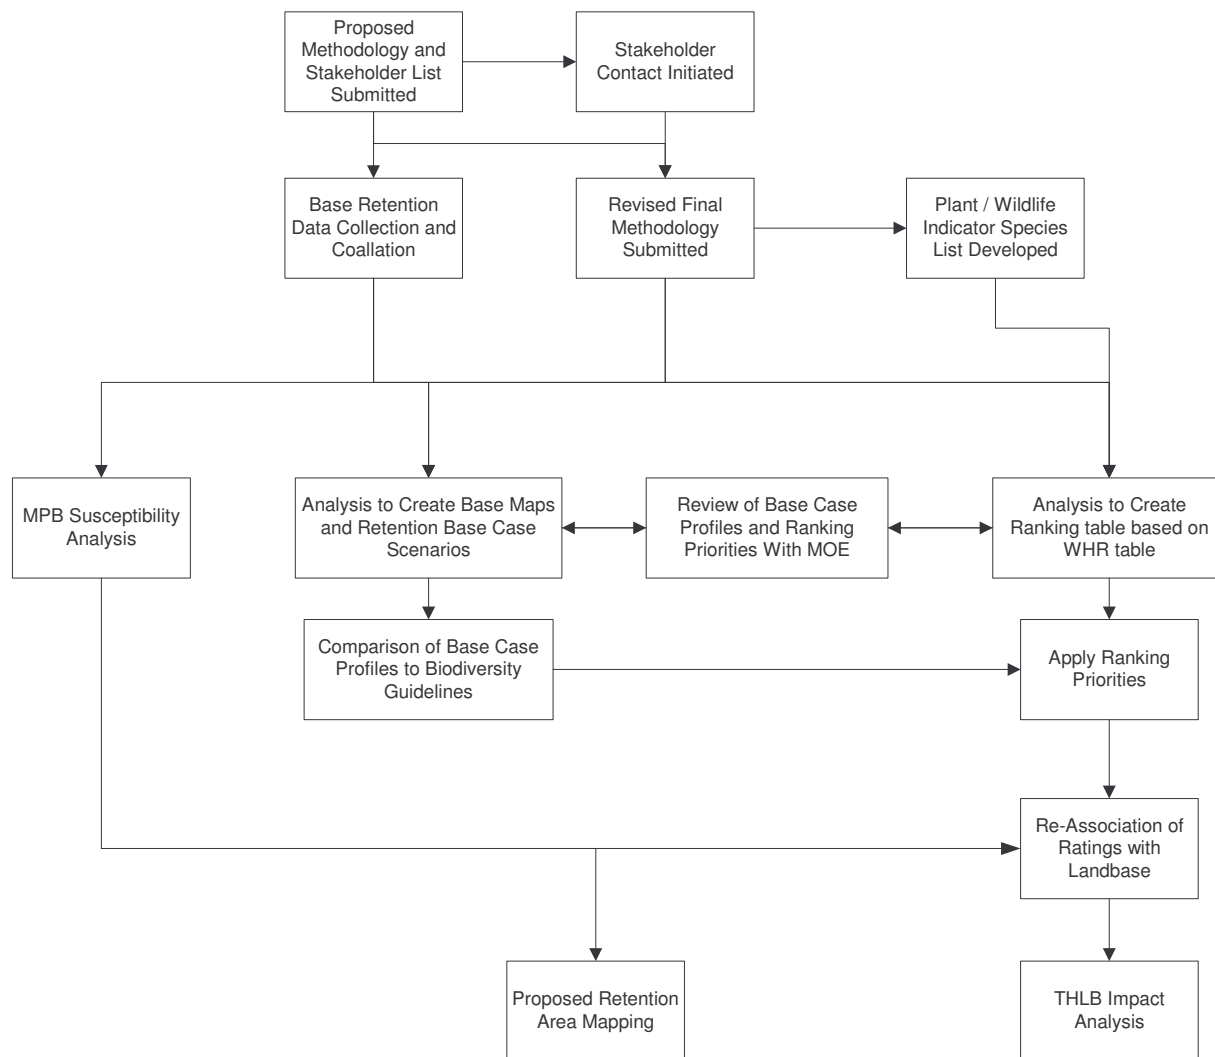 Proposed
Methodology and
Stakeholder List
Submitted
Stakeholder
Contact Initiated
Base Retention
Data Collection and
Coallation
Revised Final
Methodology
Submitted
Plant / Wildlife
Indicator Species
List Developed
MPB Susceptibility
Analysis
Analysis to Create Base Maps
and Retention Base Case
Scenarios
Review of Base Case
Profiles and Ranking
Priorities With MOE
Analysis to Create
Ranking table based on
WHR table
Comparison of Base Case
Profiles to Biodiversity
Guidelines
Apply Ranking
Priorities
Re-Association of
Ratings with
Landbase
Proposed Retention
Area Mapping
THLB Impact
Analysis